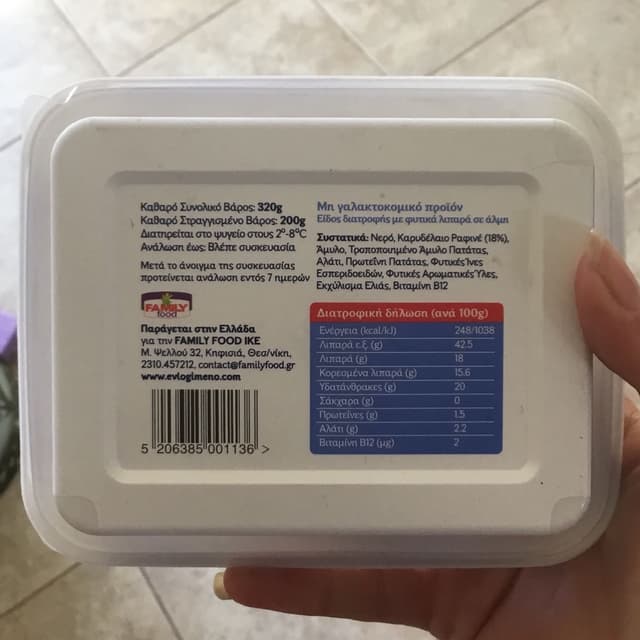 Καθαρό Συνολικό Βάρος: 320g
Καθαρό Στραγγισμένο Βάρος: 200g
Διατηρείται στο ψυγείο στους 2°-8°C
Ανάλωση έως: Βλέπε συσκευασία
Μετά το άνοιγμα της συσκευασίας
προτείνεται ανάλωση εντός 7 ημερών
FAMILY
food
Παράγεται στην Ελλάδα
για την FAMILY FOOD ΙΚΕ
Μ. Ψελλού 32, Κηφισιά, Θεσ/νίκη,
2310.457212, contact@familyfood.gr
www.evlogimeno.com
5 206385 001136 >
Μη γαλακτοκομικό προϊόν
Είδος διατροφής με φυτικά λιπαρά σε άλμη
Συστατικά: Νερό, Καρυδέλαιο Ραφινέ (18%),
Άμυλο, Τροποποιημένο Άμυλο Πατάτας,
Αλάτι, Πρωτεΐνη Πατάτας, Φυτικές Ίνες
Εσπεριδοειδών, Φυτικές Αρωματικές Ύλες,
Εκχύλισμα Ελιάς, Βιταμίνη Β12
Διατροφική δήλωση (ανά 100g)
Ενέργεια (kcal/kJ) 248/1038
Λιπαρά ε.ξ. (g) 42.5
Λιπαρά (g) 18
Κορεσμένα λιπαρά (g) 15.6
Υδατάνθρακες (g) 20
Σάκχαρα (g) 0
Πρωτεΐνες (g) 1.5
Αλάτι (g) 2.2
Βιταμίνη Β12 (μg) 2